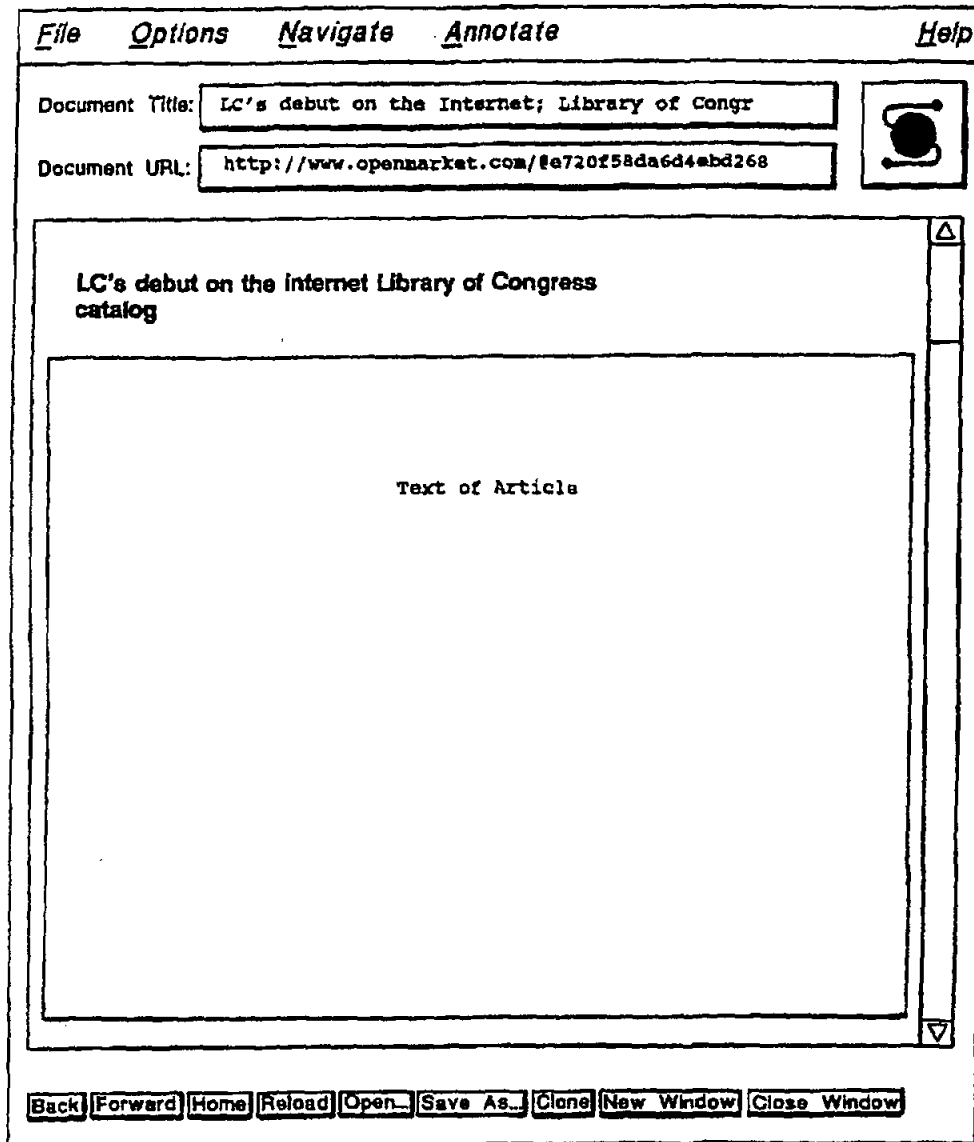 File Options Navigate Annotate Help
Document Title: LC's debut on the Internet; Library of Congr
Document URL: http://www.openmarket.com/@e720f58da6d4ebd268
LC's debut on the internet Library of Congress
catalog
Text of Article
Back Forward Home Reload Open... Save As... Clone New Window Close Window